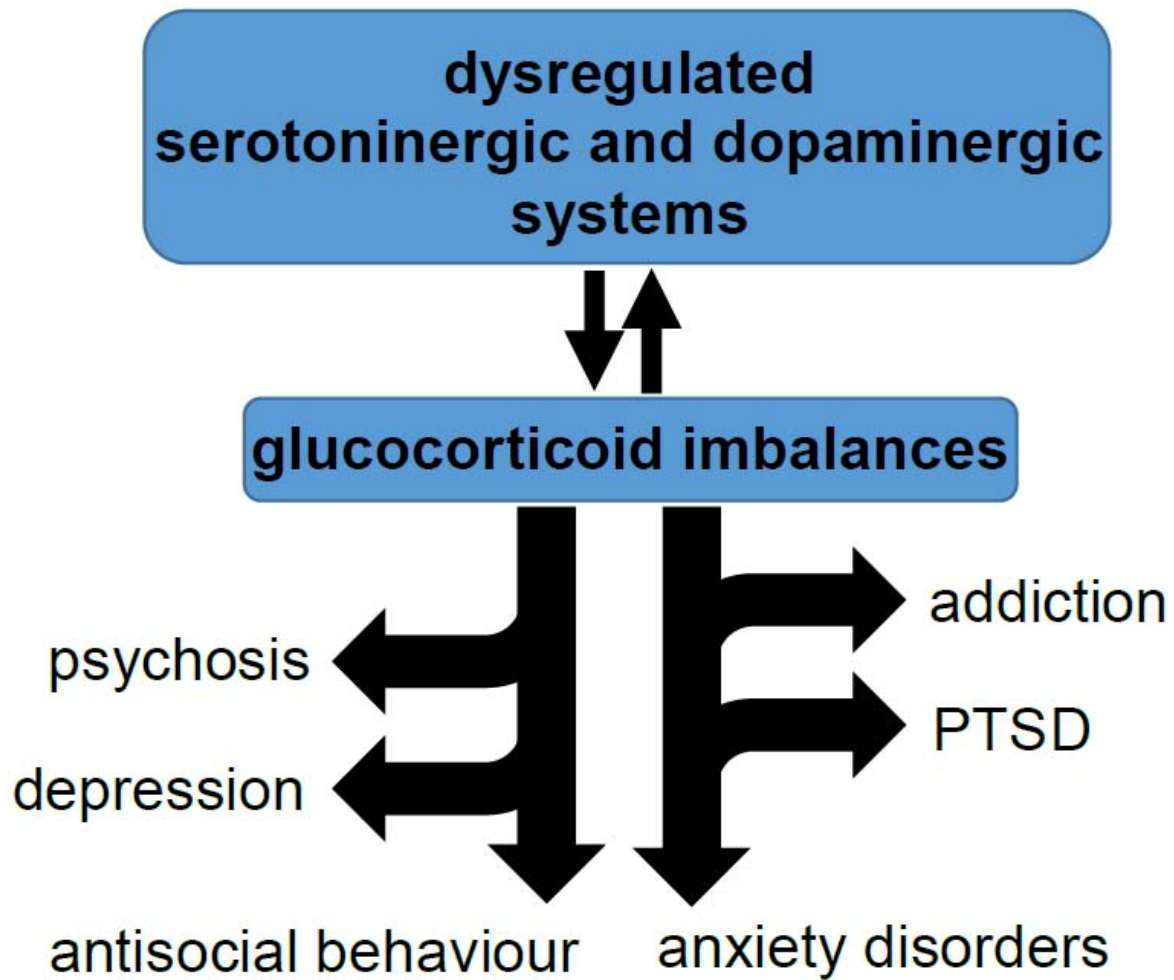 dysregulated
serotoninergic and dopaminergic
systems
glucocorticoid imbalances
addiction
psychosis
PTSD
depression
antisocial behaviour
anxiety disorders